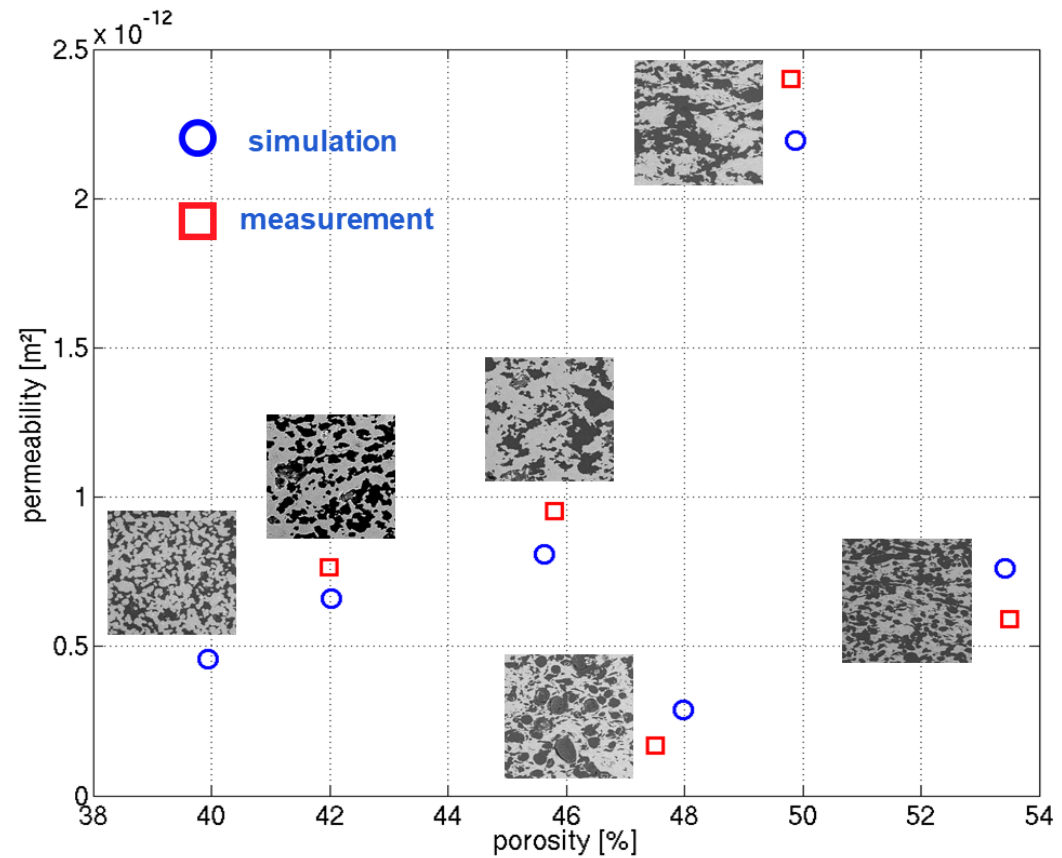 x 10⁻¹²
2.5
2
1.5
1
0.5
0
permeability [m²]
simulation
measurement
38 40 42 44 46 48 50 52 54
porosity [%]